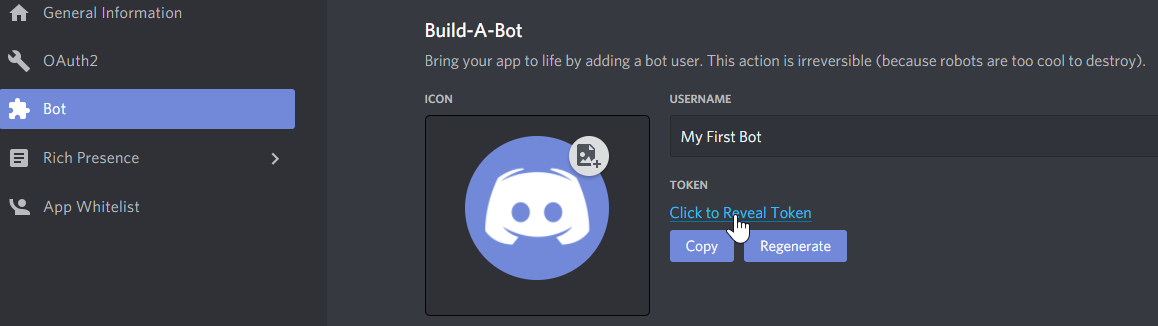 General Information
OAuth2
Bot
Rich Presence
App Whitelist
Build-A-Bot
Bring your app to life by adding a bot user. This action is irreversible (because robots are too cool to destroy).
ICON
USERNAME
My First Bot
TOKEN
Click to Reveal Token
Copy
Regenerate